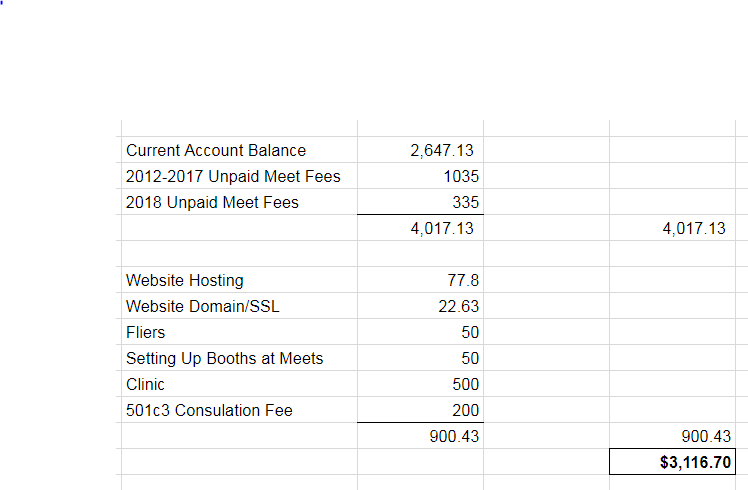 Current Account Balance 2,647.13
2012-2017 Unpaid Meet Fees 1035
2018 Unpaid Meet Fees 335
4,017.13 4,017.13
Website Hosting 77.8
Website Domain/SSL 22.63
Fliers 50
Setting Up Booths at Meets 50
Clinic 500
501c3 Consulation Fee 200
900.43 900.43
$3,116.70